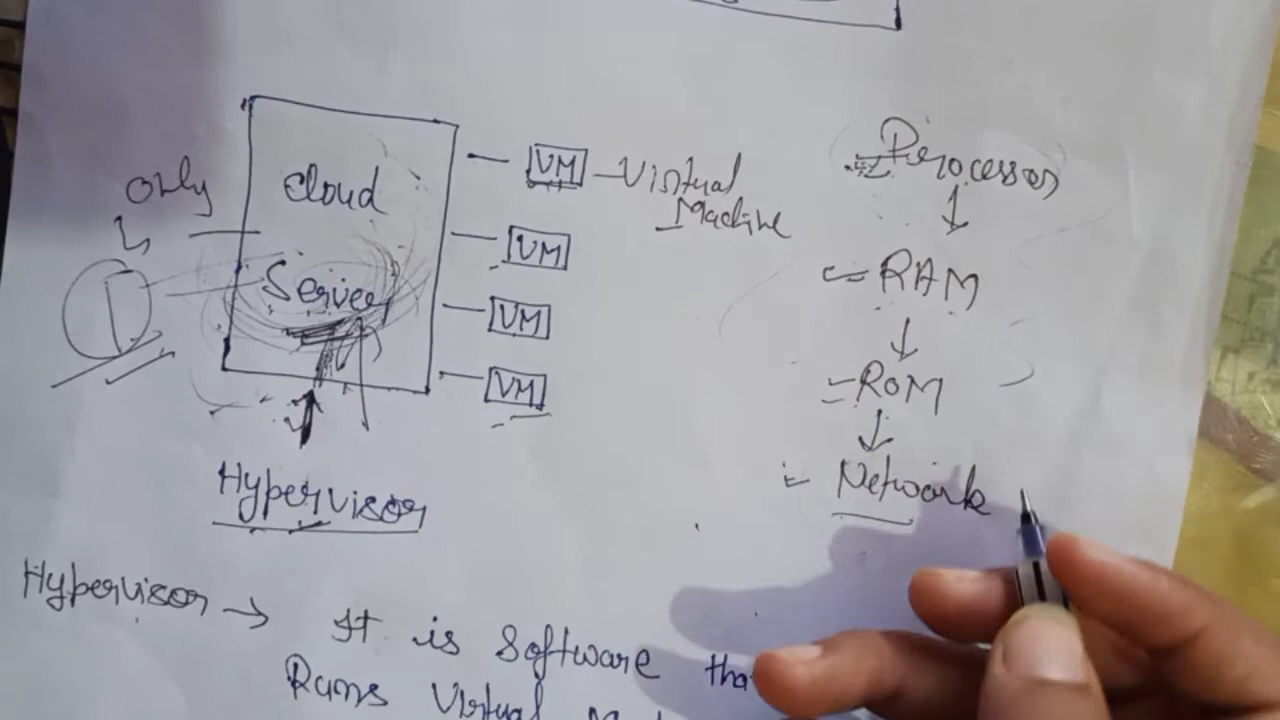 Only
Cloud
Server
1
VM
Virtual
Machine
VM
VM
VM
Hypervisor
Processor
RAM
ROM
Network
Hypervisor → It is Software
Runs Virtual